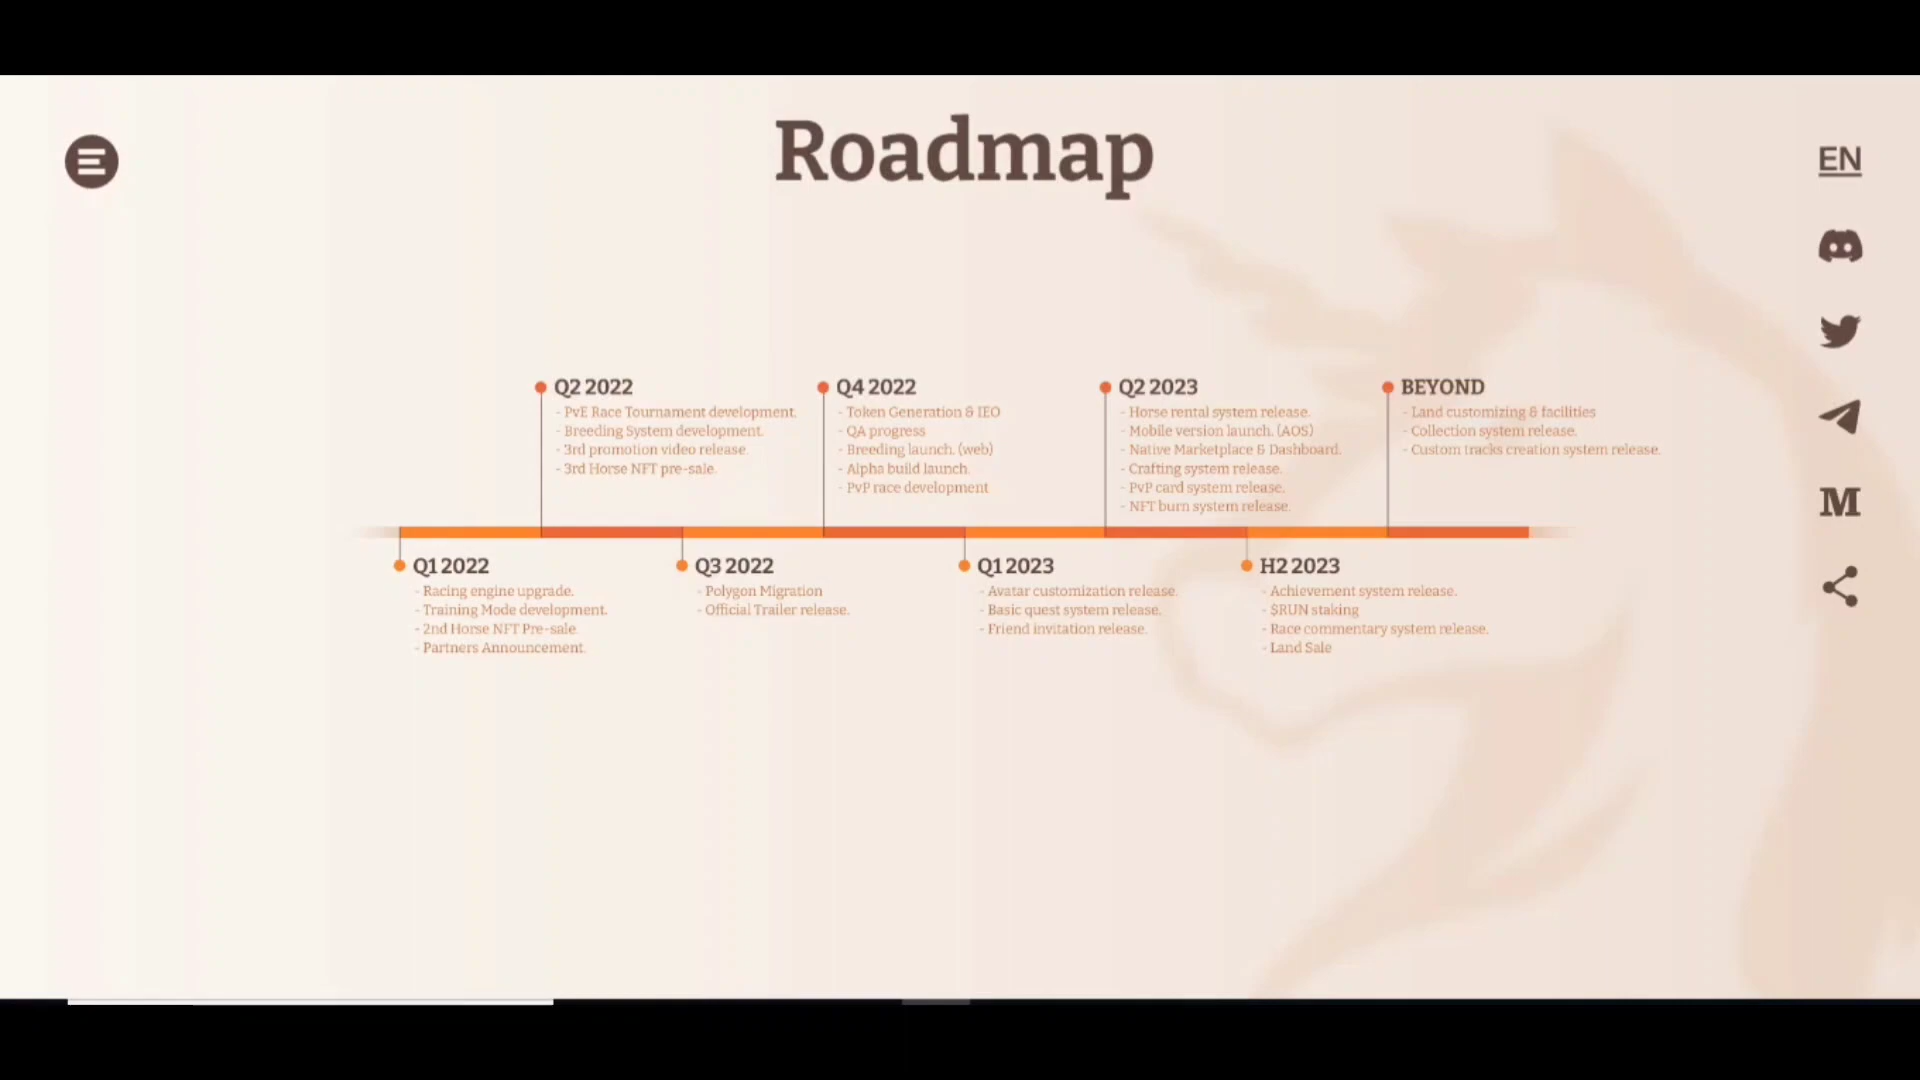 Roadmap
EN
Q2 2022
- PvE Race Tournament development.
- Breeding System development.
- 3rd promotion video release.
- 3rd Horse NFT pre-sale.
Q4 2022
- Token Generation & IEO
- QA progress
- Breeding launch. (web)
- Alpha build launch.
- PvP race development
Q2 2023
- Horse rental system release.
- Mobile version launch. (AOS)
- Native Marketplace & Dashboard.
- Crafting system release.
- PvP card system release.
- NFT burn system release.
BEYOND
- Land customizing & facilities
- Collection system release.
- Custom tracks creation system release.
M
Q1 2022
- Racing engine upgrade.
- Training Mode development.
- 2nd Horse NFT Pre-sale.
- Partners Announcement.
Q3 2022
- Polygon Migration
- Official Trailer release.
Q1 2023
- Avatar customization release.
- Basic quest system release.
- Friend invitation release.
H2 2023
- Achievement system release.
- $RUN staking
- Race commentary system release.
- Land Sale